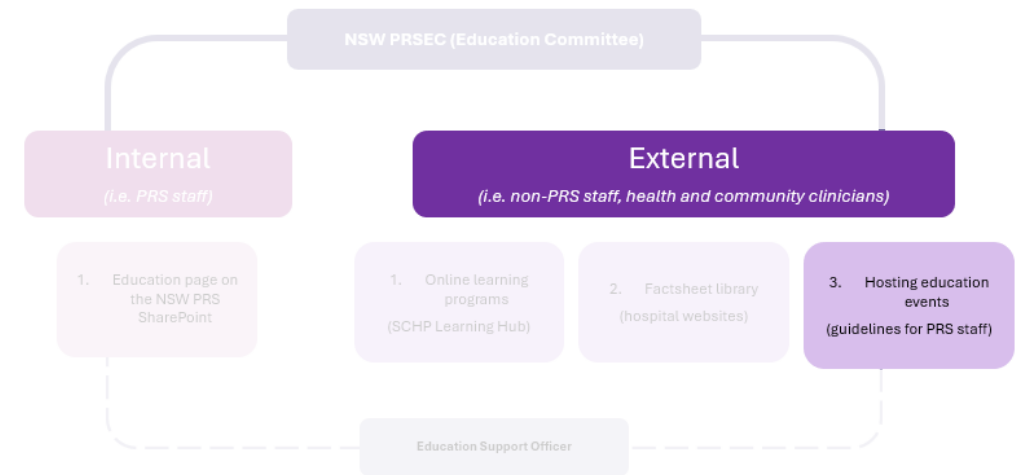 NSW PRSEC (Education Committee)
Internal
(i.e. PRS staff)
External
(i.e. non-PRS staff, health and community clinicians)
1. Education page on
the NSW PRS
SharePoint
1. Online learning
programs
(SCHP Learning Hub)
2. Factsheet library
(hospital websites)
3. Hosting education
events
(guidelines for PRS staff)
Education Support Officer